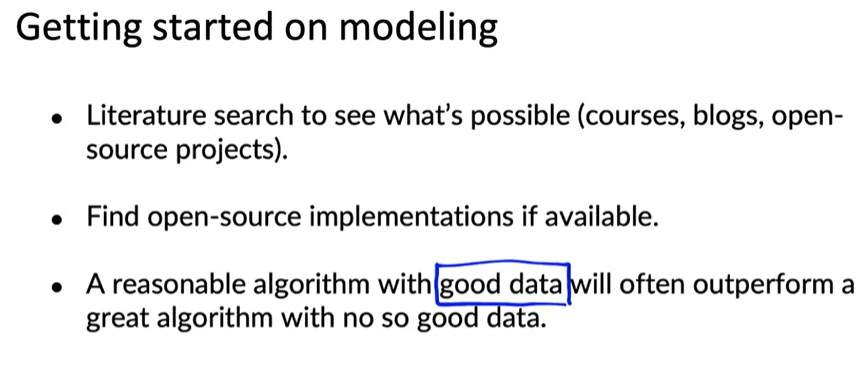 Getting started on modeling
• Literature search to see what’s possible (courses, blogs, open-
source projects).
• Find open-source implementations if available.
• A reasonable algorithm with good data will often outperform a
great algorithm with no so good data.